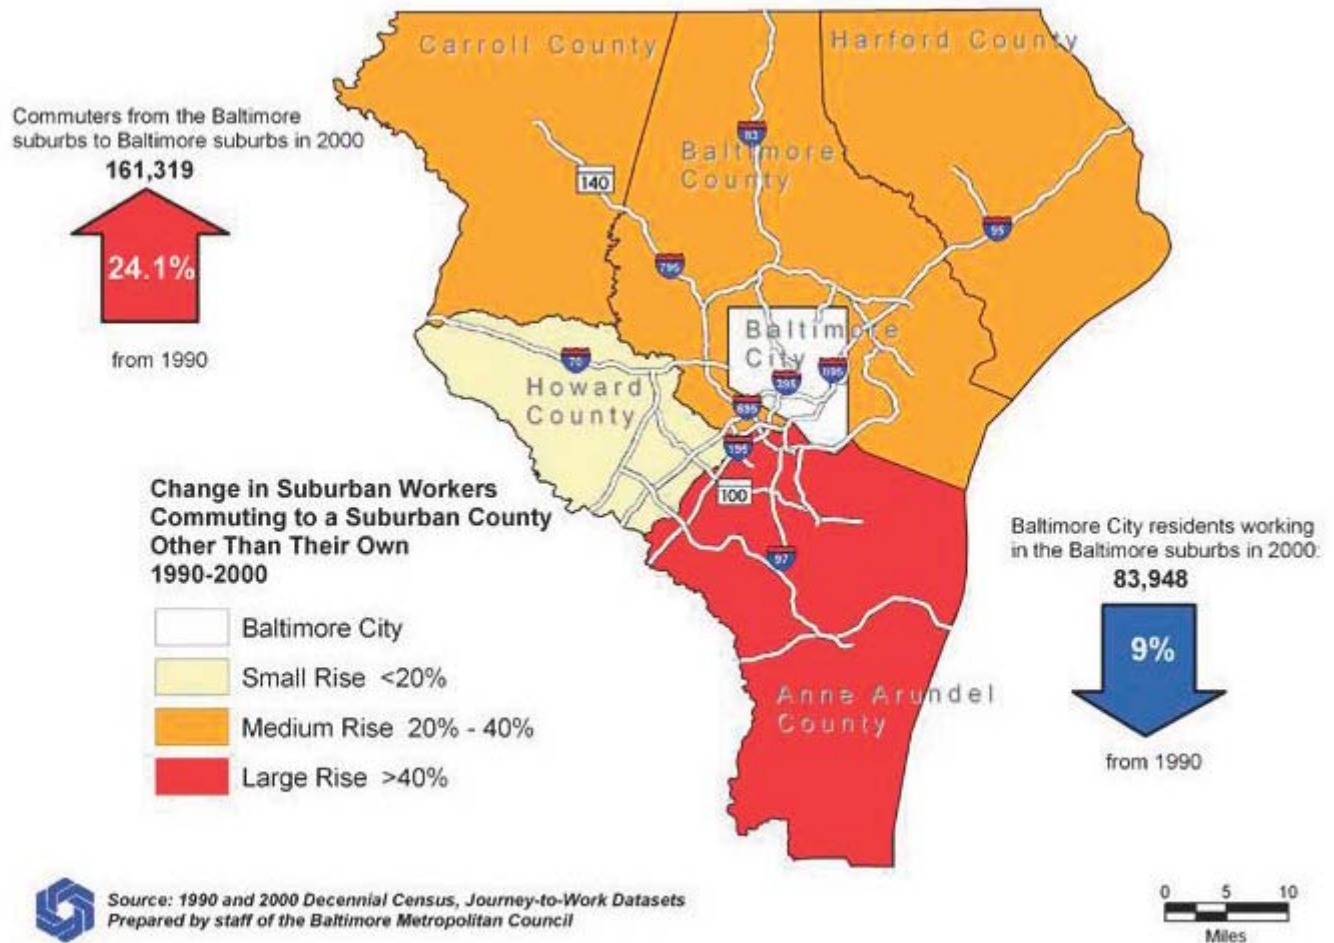 Carroll County
Harford County
Commuters from the Baltimore
suburbs to Baltimore suburbs in 2000
161,319
24.1%
from 1990
83
Baltimore
County
140
95
795
Baltimore
City
70
395
Howard
County
695
195
100
97
Change in Suburban Workers
Commuting to a Suburban County
Other Than Their Own
1990-2000
Baltimore City
Small Rise <20%
Medium Rise 20% - 40%
Large Rise >40%
Baltimore City residents working
in the Baltimore suburbs in 2000:
83,948
9%
from 1990
Anne Arundel
County
Source: 1990 and 2000 Decennial Census, Journey-to-Work Datasets
Prepared by staff of the Baltimore Metropolitan Council
0 5 10
Miles